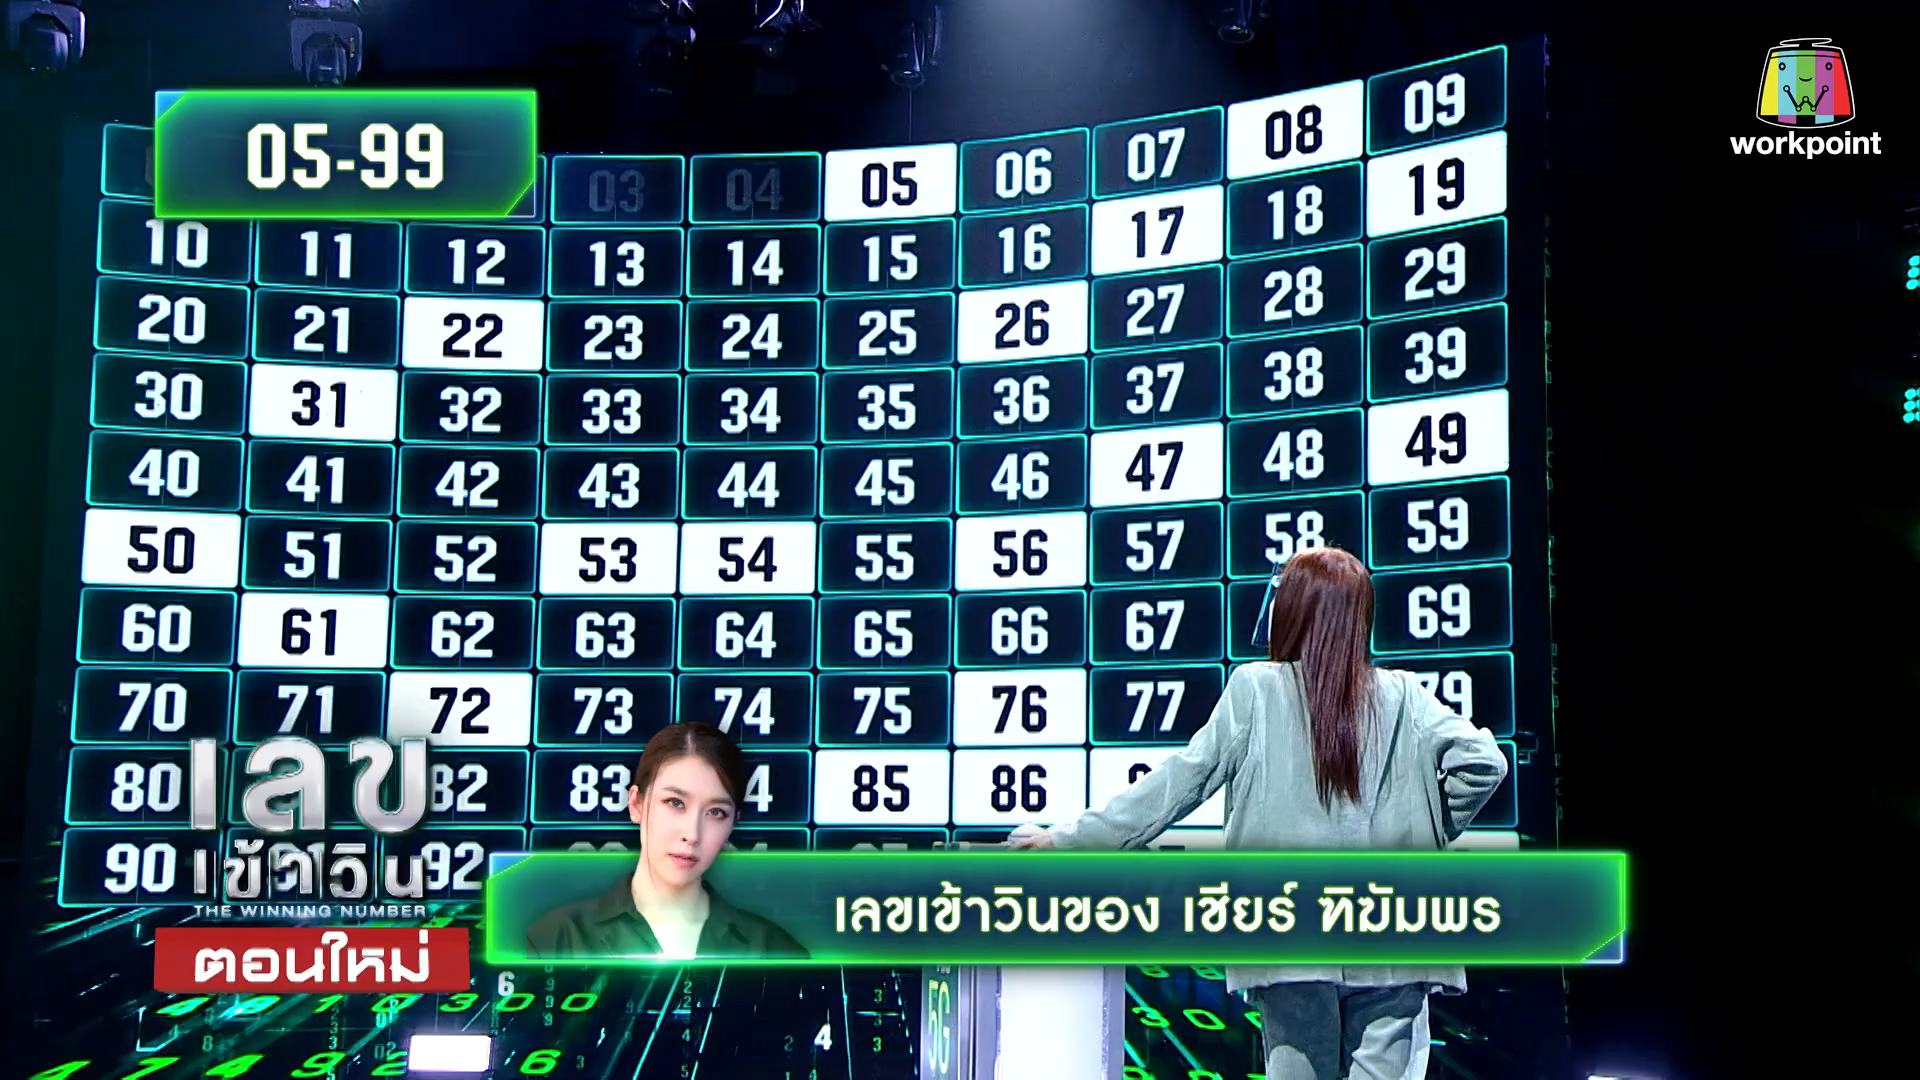 workpoint
05-99
03 04 05 06 07 08 09
10 11 12 13 14 15 16 17 18 19
20 21 22 23 24 25 26 27 28 29
30 31 32 33 34 35 36 37 38 39
40 41 42 43 44 45 46 47 48 49
50 51 52 53 54 55 56 57 58 59
60 61 62 63 64 65 66 67 69
70 71 72 73 74 75 76 77 79
80 82 83 85 86
90 91 92
เลข
เข้าวิน
THE WINNING NUMBER
ตอนใหม่
เลขเข้าวินของ เชียร์ ฑิฆัมพร
5G